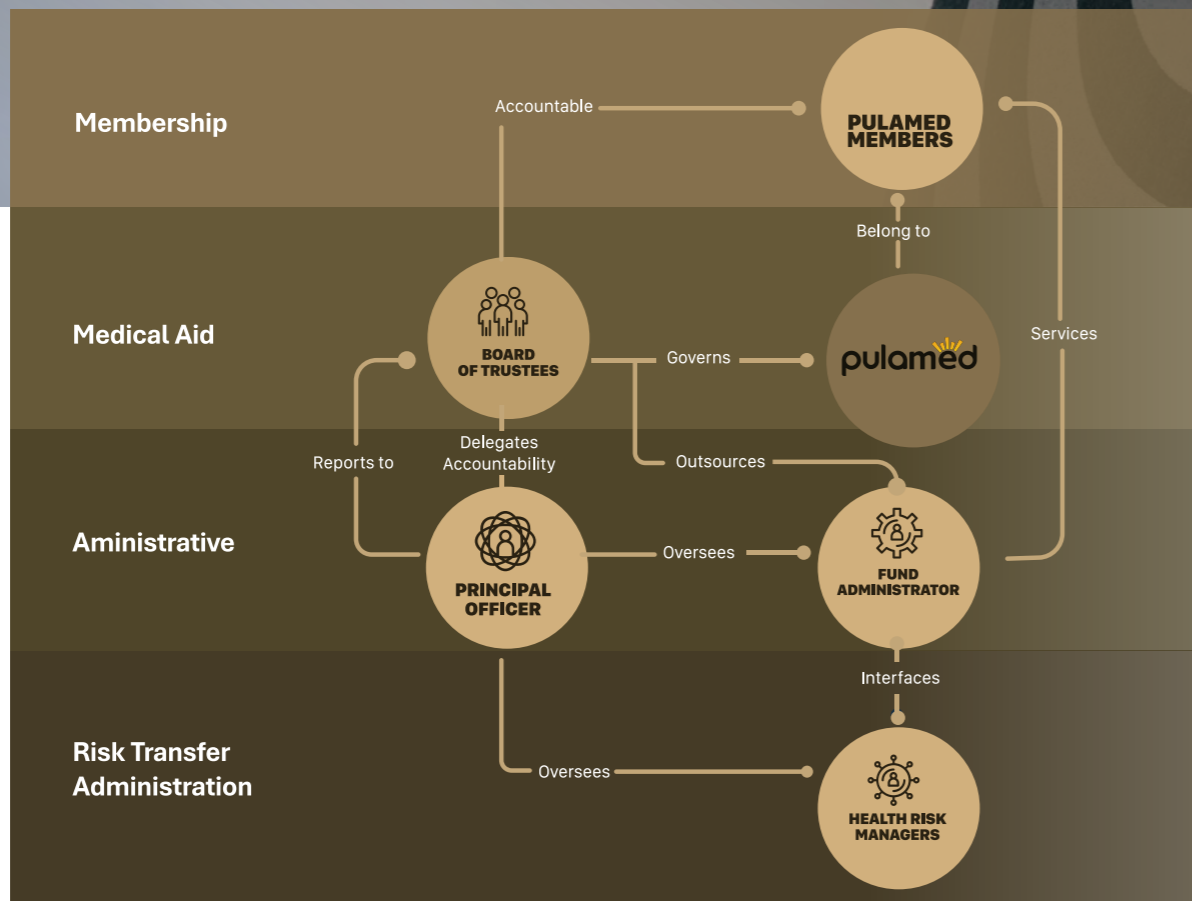 Membership
Accountable
PULAMED
MEMBERS
Belong to
Medical Aid
BOARD
OF TRUSTEES
Governs
pulamed
Services
Reports to
Delegates
Accountability
Outsources
Aministrative
PRINCIPAL
OFFICER
Oversees
FUND
ADMINISTRATOR
Interfaces
Risk Transfer
Administration
Oversees
HEALTH RISK
MANAGERS